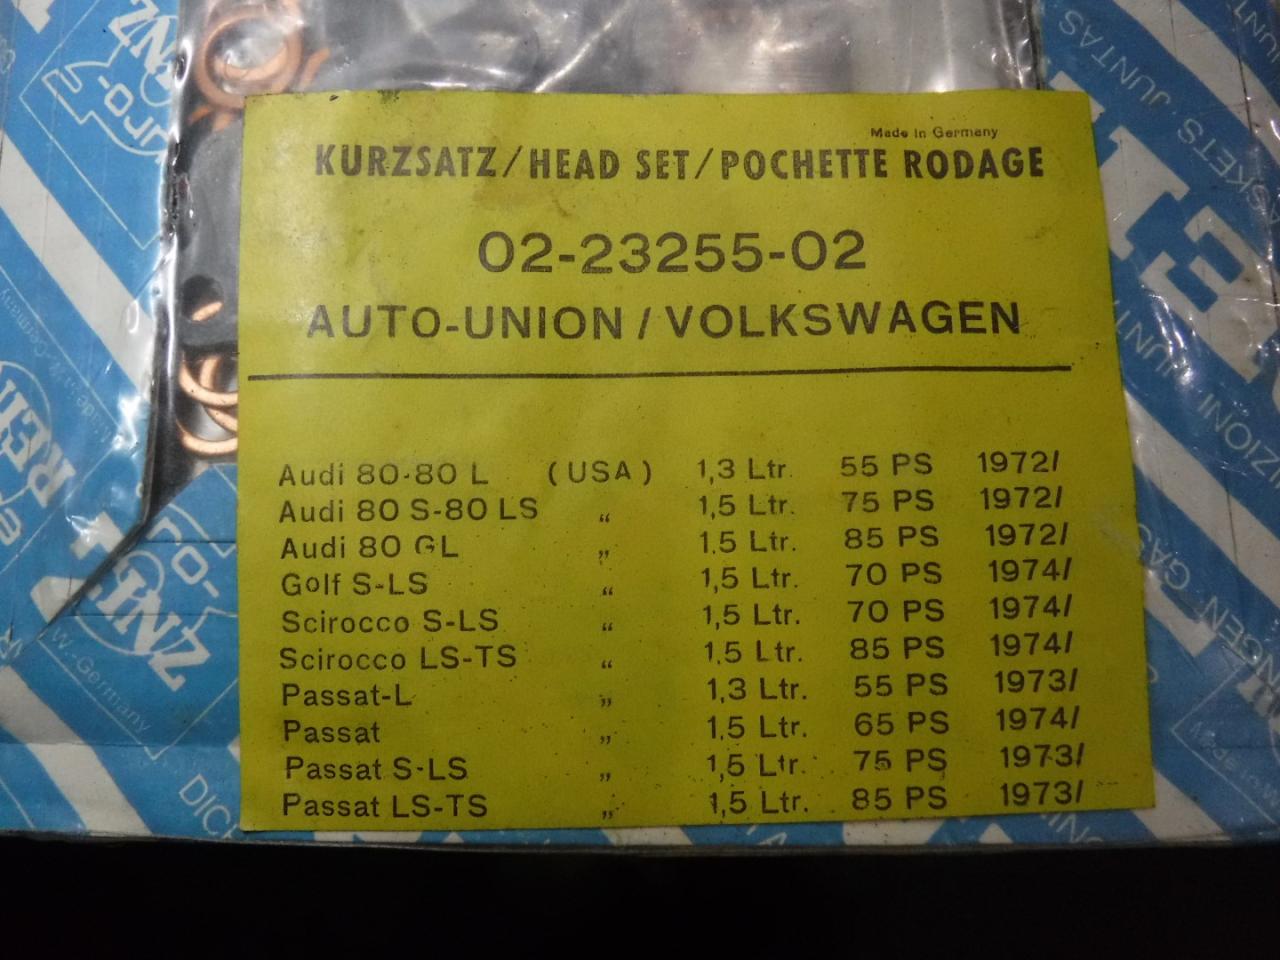 Made in Germany
KURZSATZ/HEAD SET/POCHETTE RODAGE
02-23255-02
AUTO-UNION / VOLKSWAGEN
Audi 80-80 L (USA) 1,3 Ltr. 55 PS 1972/
Audi 80 S-80 LS " 1,5 Ltr. 75 PS 1972/
Audi 80 GL " 1.5 Ltr. 85 PS 1972/
Golf S-LS " 1,5 Ltr. 70 PS 1974/
Scirocco S-LS " 1,5 Ltr. 70 PS 1974/
Scirocco LS-TS " 1.5 Ltr. 85 PS 1974/
Passat-L " 1,3 Ltr. 55 PS 1973/
Passat " 1.5 Ltr. 65 PS 1974/
Passat S-LS " 1,5 Ltr. 75 PS 1973/
Passat LS-TS " 1,5 Ltr. 85 PS 1973/
JUNTAS
W.-Germany